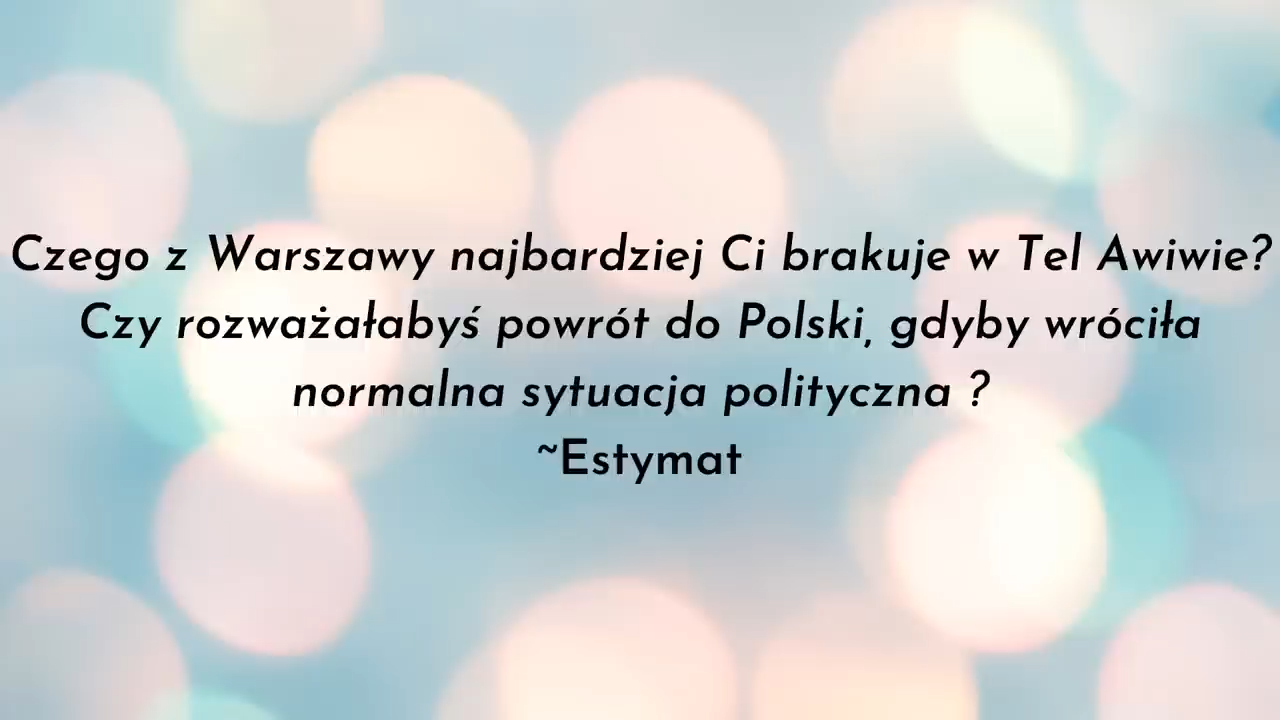 Czego z Warszawy najbardziej Ci brakuje w Tel Awiwie?
Czy rozważałabyś powrót do Polski, gdyby wróciła
normalna sytuacja polityczna ?
~Estymat